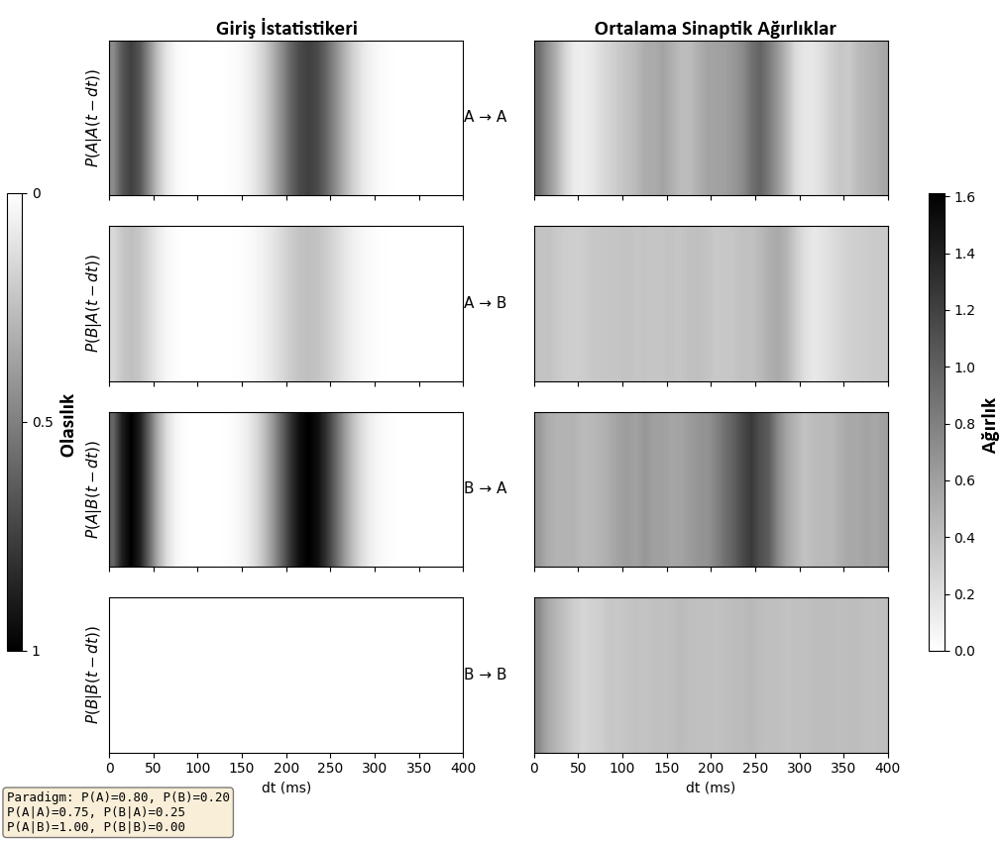 Giriş İstatistikeri
Ortalama Sinaptik Ağırlıklar
P(A|A(t − dt))
A → A
P(B|A(t − dt))
A → B
P(A|B(t − dt))
B → A
P(B|B(t − dt))
B → B
0
0.5
1
Olasılık
1.6
1.4
1.2
1.0
0.8
0.6
0.4
0.2
0.0
Ağırlık
0 50 100 150 200 250 300 350 400
dt (ms)
0 50 100 150 200 250 300 350 400
dt (ms)
Paradigm: P(A)=0.80, P(B)=0.20
P(A|A)=0.75, P(B|A)=0.25
P(A|B)=1.00, P(B|B)=0.00